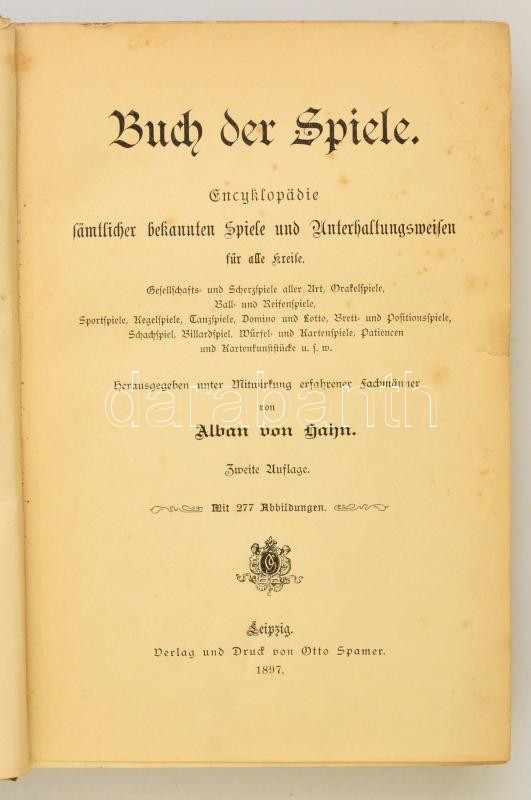 Buch der Spiele.
Encyklopädie
sämtlicher bekannten Spiele und Unterhaltungsweisen
für alle Kreise.
Gesellschafts- und Scherzspiele aller Art, Orakelspiele,
Ball- und Reifenspiele,
Sportspiele, Kegelspiele, Tanzspiele, Domino und Lotto, Brett- und Positionsspiele,
Schachspiel, Billardspiel, Würfel- und Kartenspiele, Patiencen
und Kartenkunststücke u. s. w.
Herausgegeben unter Mitwirkung erfahrener Fachmänner
darabanth
von
Alban von Hahn.
Zweite Auflage.
Mit 277 Abbildungen.
Leipzig.
Verlag und Druck von Otto Spamer.
1897.